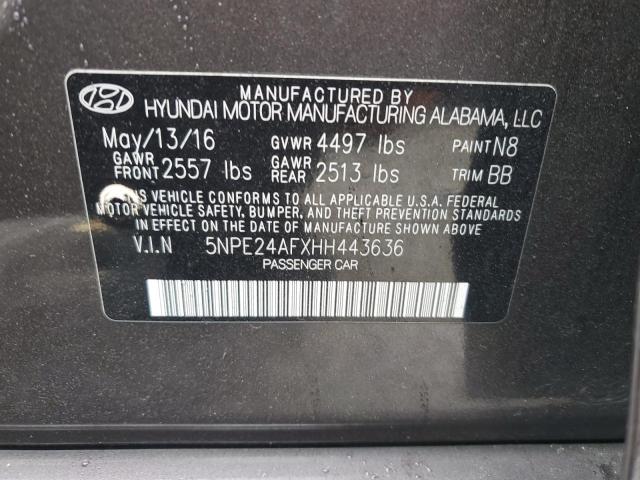 MANUFACTURED BY
HYUNDAI MOTOR MANUFACTURING ALABAMA, LLC
May/13/16 GVWR 4497 lbs PAINT N8
GAWR FRONT 2557 lbs GAWR REAR 2513 lbs TRIM BB
THIS VEHICLE CONFORMS TO ALL APPLICABLE U.S.A. FEDERAL
MOTOR VEHICLE SAFETY, BUMPER, AND THEFT PREVENTION STANDARDS
IN EFFECT ON THE DATE OF MANUFACTURE SHOWN ABOVE
V.I.N 5NPE24AFXHH443636
PASSENGER CAR